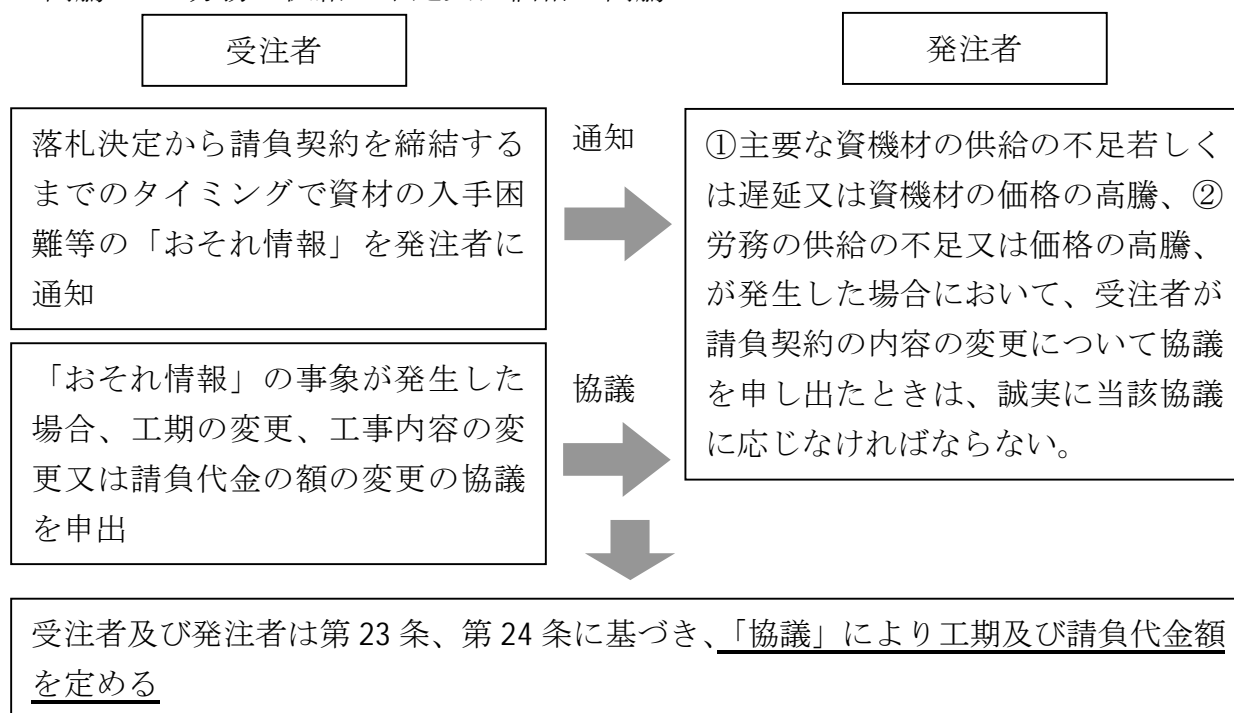 受注者
発注者
落札決定から請負契約を締結する
までのタイミングで資材の入手困
難等の「おそれ情報」を発注者に
通知
通知
①主要な資機材の供給の不足若しく
は遅延又は資機材の価格の高騰、②
労務の供給の不足又は価格の高騰、
が発生した場合において、受注者が
請負契約の内容の変更について協議
を申し出たときは、誠実に当該協議
に応じなければならない。
「おそれ情報」の事象が発生した
場合、工期の変更、工事内容の変
更又は請負代金の額の変更の協議
を申出
協議
受注者及び発注者は第 23 条、第 24 条に基づき、「協議」により工期及び請負代金額
を定める